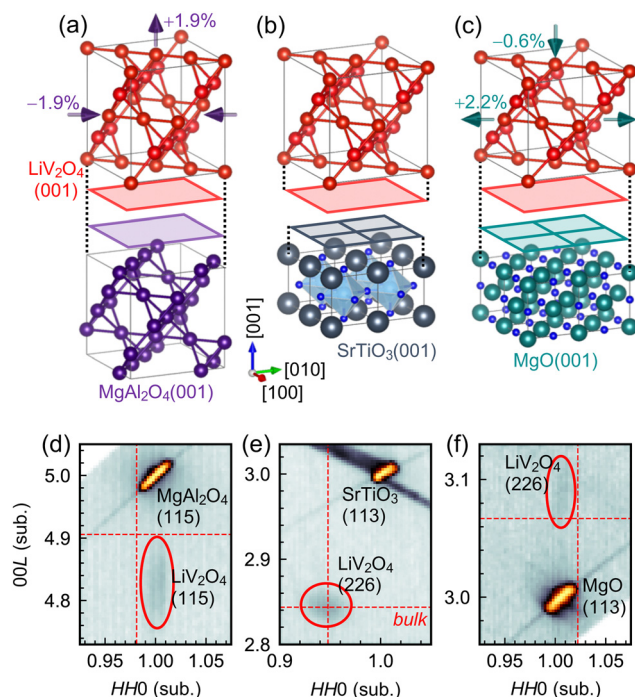 (a)
+1.9%
−1.9%
(b)
(c)
−0.6%
+2.2%
LiV₂O₄
(001)
MgAl₂O₄(001)
[001]
[010]
[100]
SrTiO₃(001)
MgO(001)
(d)
(e)
(f)
00L (sub.)
5.0
4.9
4.8
MgAl₂O₄
(115)
LiV₂O₄
(115)
0.95
1.00
1.05
HH0 (sub.)
3.0
2.9
2.8
SrTiO₃
(113)
LiV₂O₄
(226)
bulk
0.9
1.0
HH0 (sub.)
3.1
3.0
LiV₂O₄
(226)
MgO
(113)
0.95
1.00
1.05
HH0 (sub.)